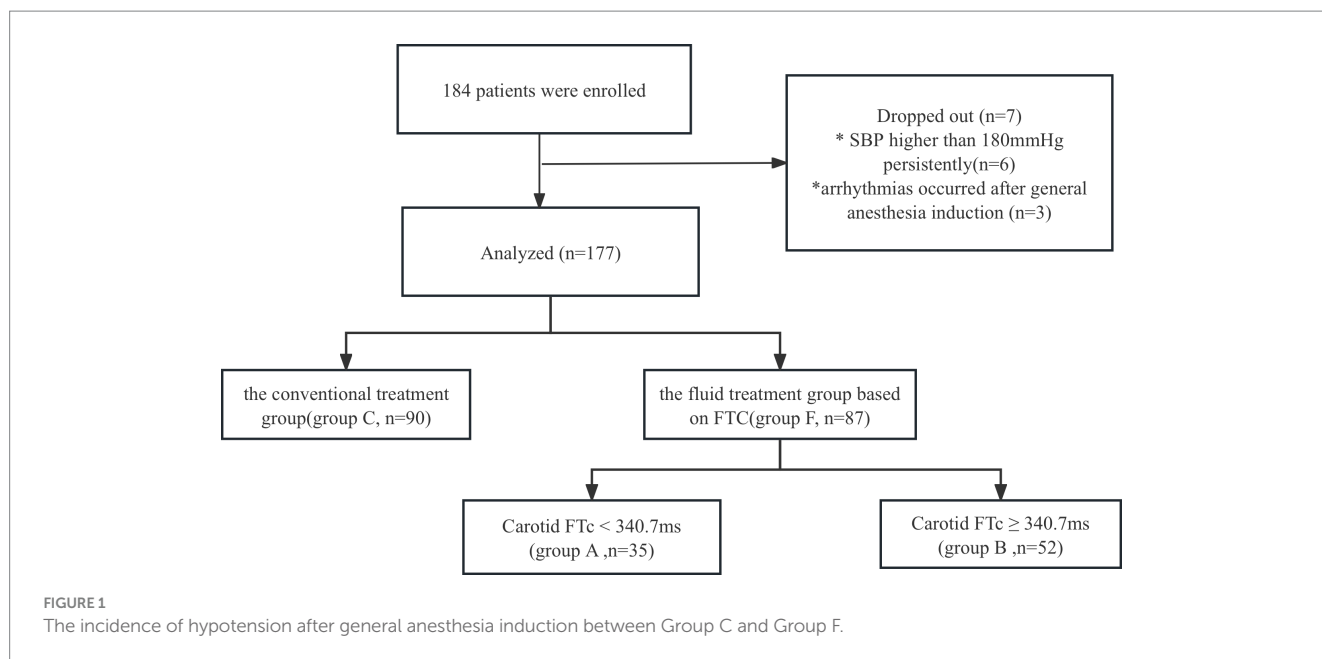 184 patients were enrolled
Dropped out (n=7)
* SBP higher than 180mmHg
persistently(n=6)
*arrhythmias occurred after general
anesthesia induction (n=3)
Analyzed (n=177)
the conventional treatment
group(group C, n=90)
the fluid treatment group based
on FTC(group F, n=87)
Carotid FTc < 340.7ms
(group A ,n=35)
Carotid FTc ≥ 340.7ms
(group B ,n=52)
FIGURE 1
The incidence of hypotension after general anesthesia induction between Group C and Group F.